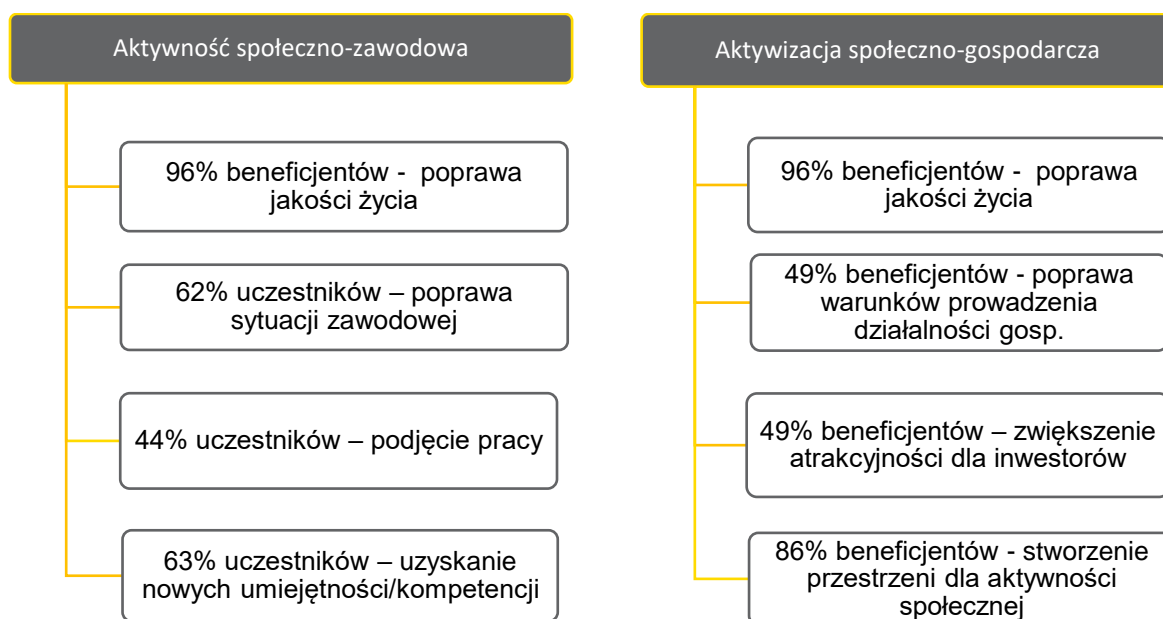 Aktywność społeczno-zawodowa
96% beneficjentów - poprawa
jakości życia
62% uczestników – poprawa
sytuacji zawodowej
44% uczestników – podjęcie pracy
63% uczestników – uzyskanie
nowych umiejętności/kompetencji
Aktywizacja społeczno-gospodarcza
96% beneficjentów - poprawa
jakości życia
49% beneficjentów - poprawa
warunków prowadzenia
działalności gosp.
49% beneficjentów – zwiększenie
atrakcyjności dla inwestorów
86% beneficjentów - stworzenie
przestrzeni dla aktywności
społecznej